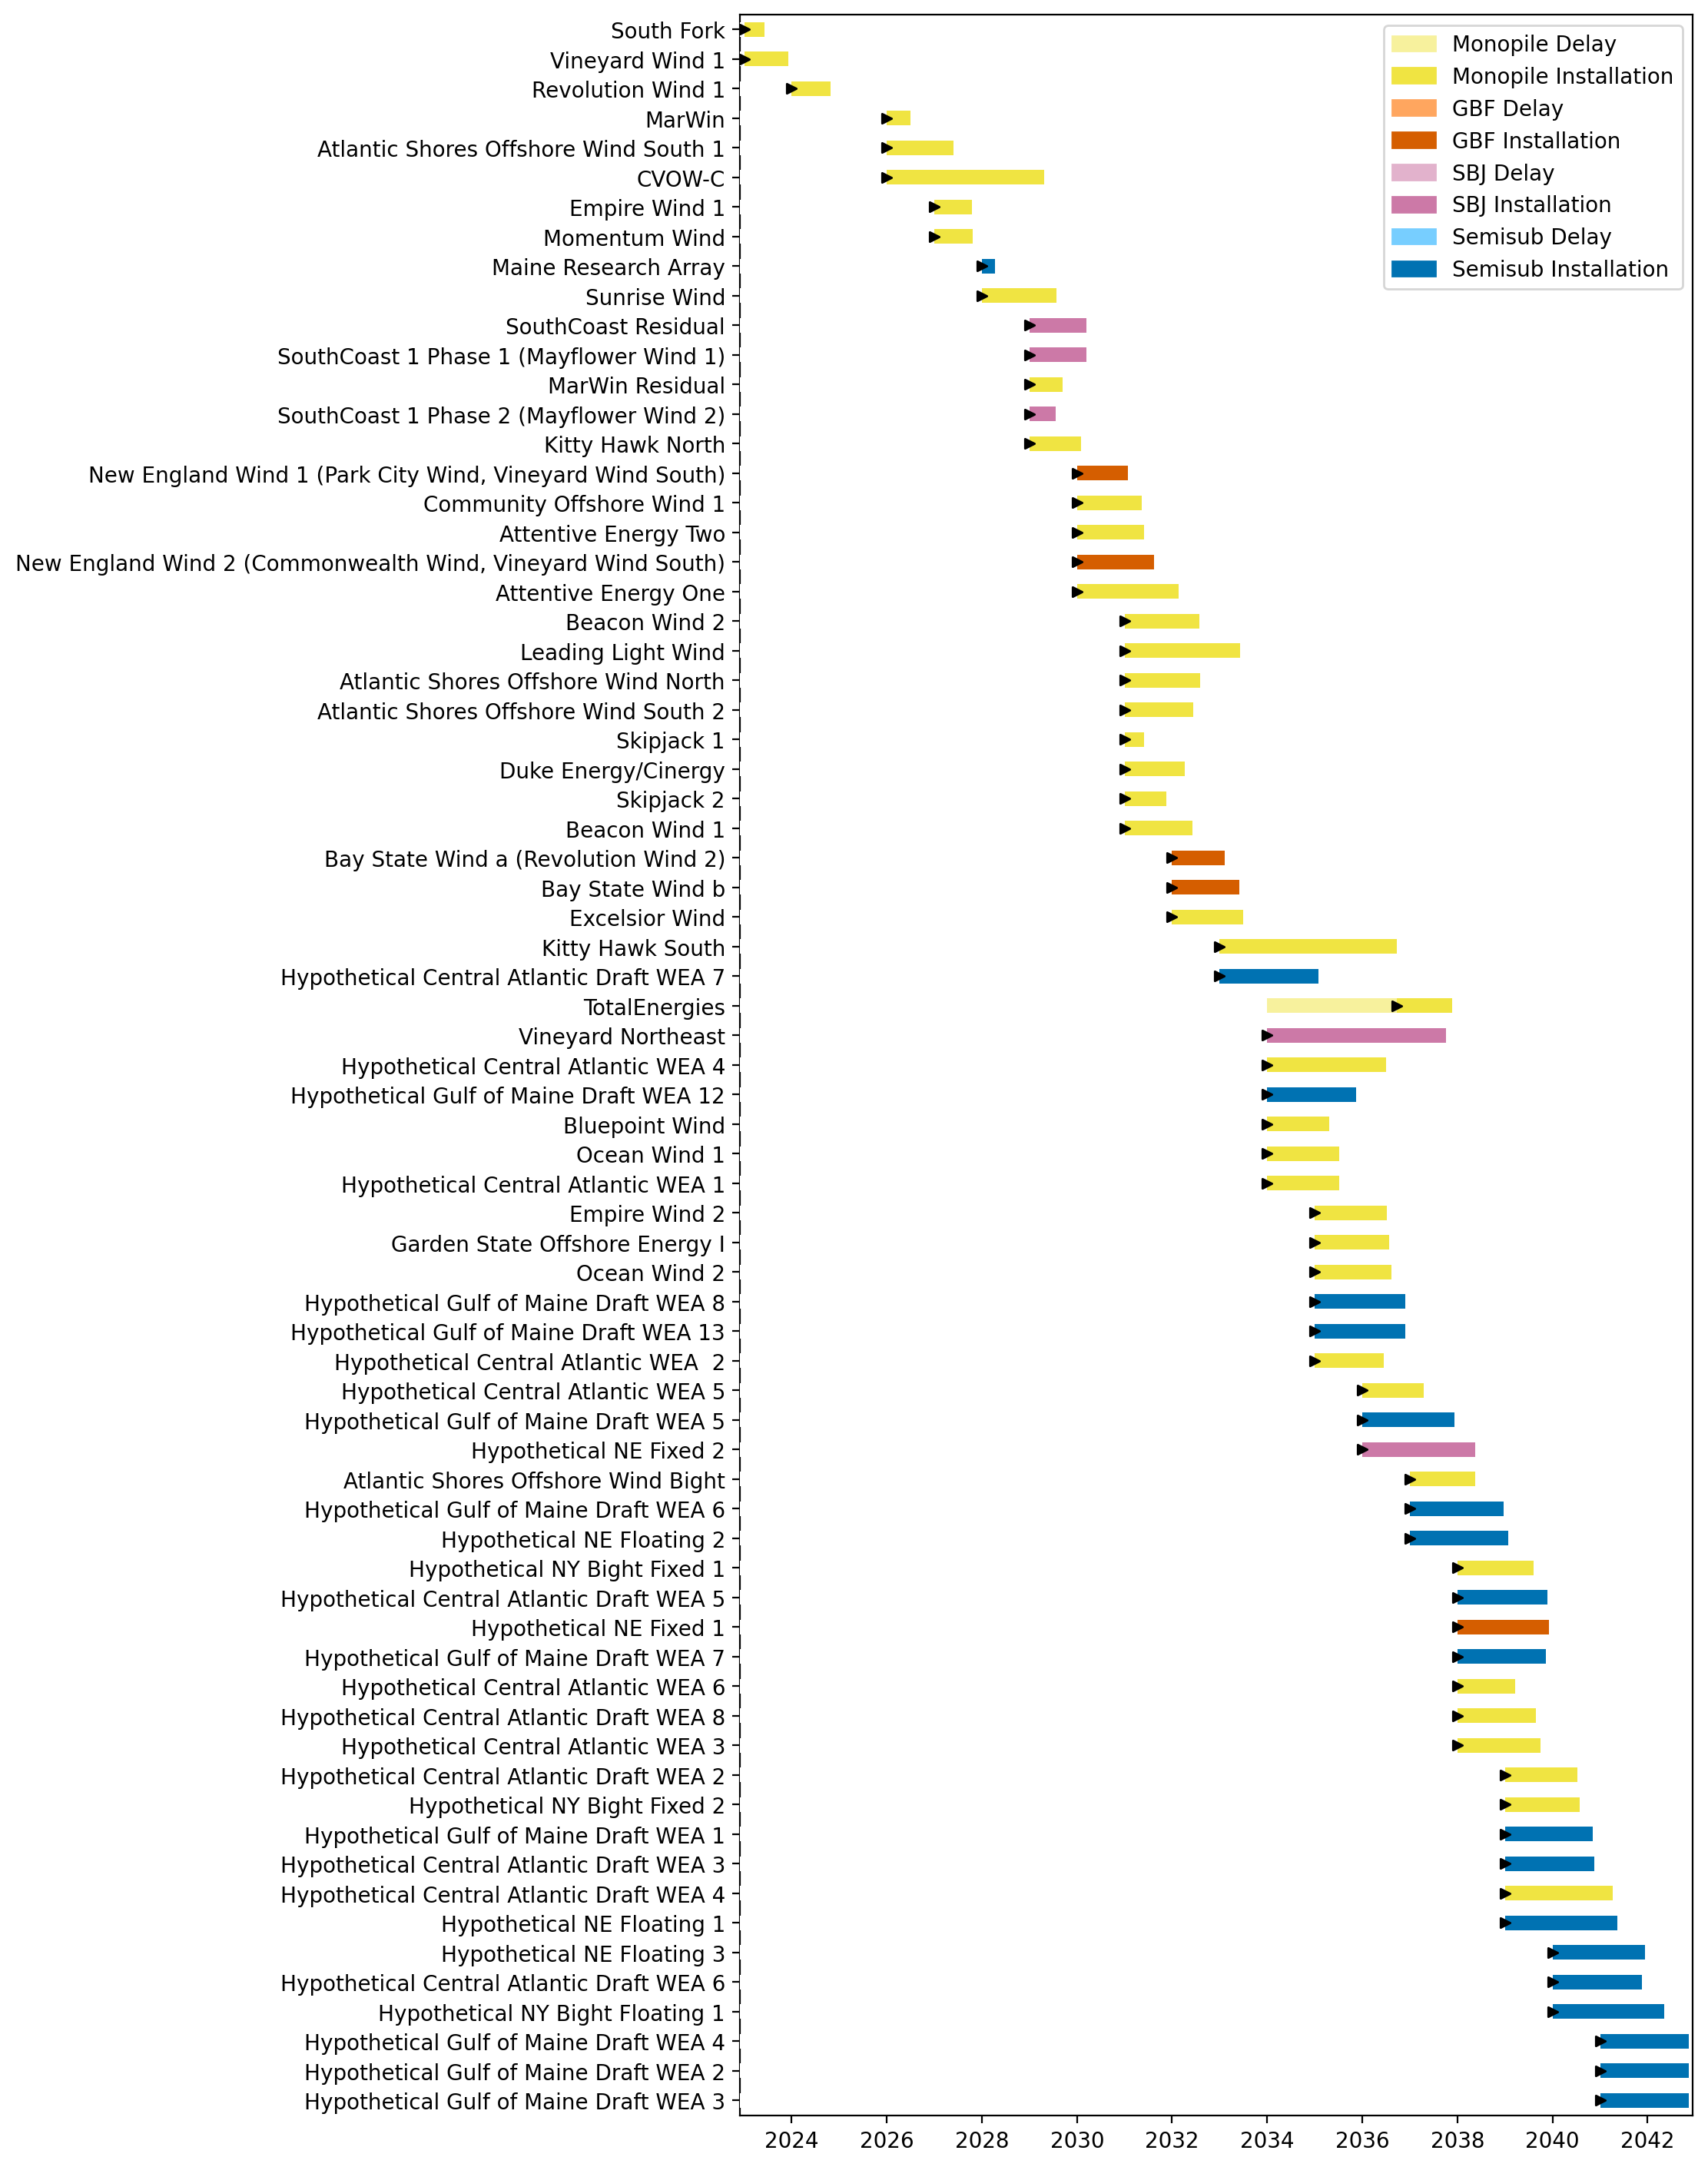 South Fork
Vineyard Wind 1
Revolution Wind 1
MarWin
Atlantic Shores Offshore Wind South 1
CVOW-C
Empire Wind 1
Momentum Wind
Maine Research Array
Sunrise Wind
SouthCoast Residual
SouthCoast 1 Phase 1 (Mayflower Wind 1)
MarWin Residual
SouthCoast 1 Phase 2 (Mayflower Wind 2)
Kitty Hawk North
New England Wind 1 (Park City Wind, Vineyard Wind South)
Community Offshore Wind 1
Attentive Energy Two
New England Wind 2 (Commonwealth Wind, Vineyard Wind South)
Attentive Energy One
Beacon Wind 2
Leading Light Wind
Atlantic Shores Offshore Wind North
Atlantic Shores Offshore Wind South 2
Skipjack 1
Duke Energy/Cinergy
Skipjack 2
Beacon Wind 1
Bay State Wind a (Revolution Wind 2)
Bay State Wind b
Excelsior Wind
Kitty Hawk South
Hypothetical Central Atlantic Draft WEA 7
TotalEnergies
Vineyard Northeast
Hypothetical Central Atlantic WEA 4
Hypothetical Gulf of Maine Draft WEA 12
Bluepoint Wind
Ocean Wind 1
Hypothetical Central Atlantic WEA 1
Empire Wind 2
Garden State Offshore Energy I
Ocean Wind 2
Hypothetical Gulf of Maine Draft WEA 8
Hypothetical Gulf of Maine Draft WEA 13
Hypothetical Central Atlantic WEA  2
Hypothetical Central Atlantic WEA 5
Hypothetical Gulf of Maine Draft WEA 5
Hypothetical NE Fixed 2
Atlantic Shores Offshore Wind Bight
Hypothetical Gulf of Maine Draft WEA 6
Hypothetical NE Floating 2
Hypothetical NY Bight Fixed 1
Hypothetical Central Atlantic Draft WEA 5
Hypothetical NE Fixed 1
Hypothetical Gulf of Maine Draft WEA 7
Hypothetical Central Atlantic WEA 6
Hypothetical Central Atlantic Draft WEA 8
Hypothetical Central Atlantic WEA 3
Hypothetical Central Atlantic Draft WEA 2
Hypothetical NY Bight Fixed 2
Hypothetical Gulf of Maine Draft WEA 1
Hypothetical Central Atlantic Draft WEA 3
Hypothetical Central Atlantic Draft WEA 4
Hypothetical NE Floating 1
Hypothetical NE Floating 3
Hypothetical Central Atlantic Draft WEA 6
Hypothetical NY Bight Floating 1
Hypothetical Gulf of Maine Draft WEA 4
Hypothetical Gulf of Maine Draft WEA 2
Hypothetical Gulf of Maine Draft WEA 3
Monopile Delay
Monopile Installation
GBF Delay
GBF Installation
SBJ Delay
SBJ Installation
Semisub Delay
Semisub Installation
2024 2026 2028 2030 2032 2034 2036 2038 2040 2042